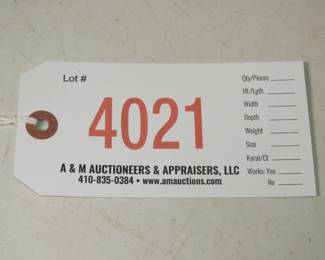 Lot #
4021
A & M AUCTIONEERS & APPRAISERS, LLC
410-835-0384 • www.amauctions.com
Qty/Pieces
Ht./Lgth.
Width
Depth
Weight
Size
Karat/Ct
Works: Yes
No